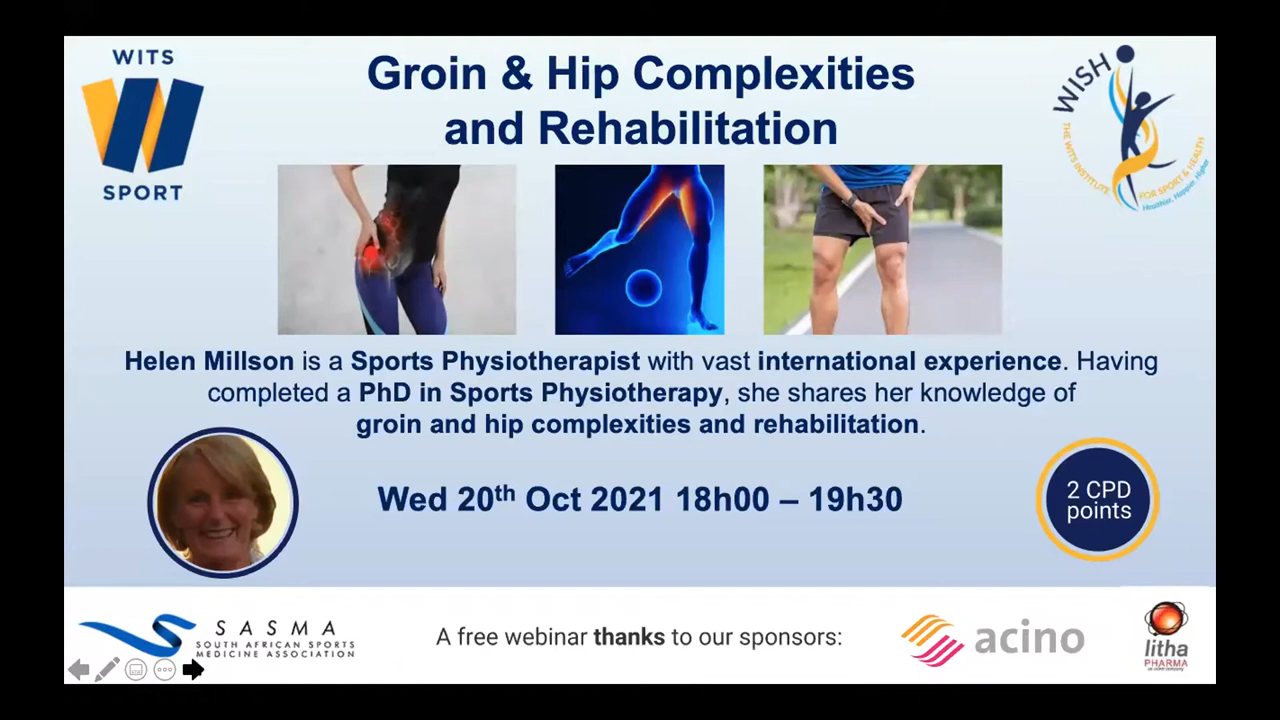 WITS
SPORT
Groin & Hip Complexities
and Rehabilitation
WISH
THE WITS INSTITUTE
FOR SPORT & HEALTH
Healthier, Happier, Higher
Helen Millson is a Sports Physiotherapist with vast international experience. Having
completed a PhD in Sports Physiotherapy, she shares her knowledge of
groin and hip complexities and rehabilitation.
Wed 20th Oct 2021 18h00 – 19h30
2 CPD
points
SASMA
SOUTH AFRICAN SPORTS
MEDICINE ASSOCIATION
A free webinar thanks to our sponsors:
acino
litha
PHARMA